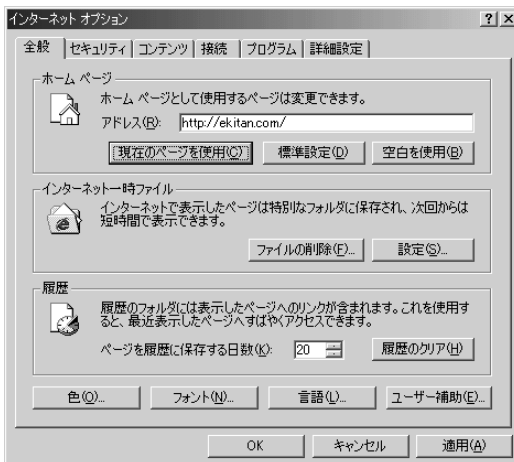 インターネット オプション
全般 セキュリティ コンテンツ 接続 プログラム 詳細設定
ホーム ページ
ホーム ページとして使用するページは変更できます。
アドレス(R): http://ekitan.com/
現在のページを使用(C) 標準設定(D) 空白を使用(B)
インターネット一時ファイル
インターネットで表示したページは特別なフォルダに保存され、次回からは
短時間で表示できます。
ファイルの削除(F)... 設定(S)...
履歴
履歴のフォルダには表示したページへのリンクが含まれます。これを使用す
ると、最近表示したページへすばやくアクセスできます。
ページを履歴に保存する日数(K): 20 履歴のクリア(H)
色(O)... フォント(N)... 言語(L)... ユーザー補助(E)...
OK キャンセル 適用(A)